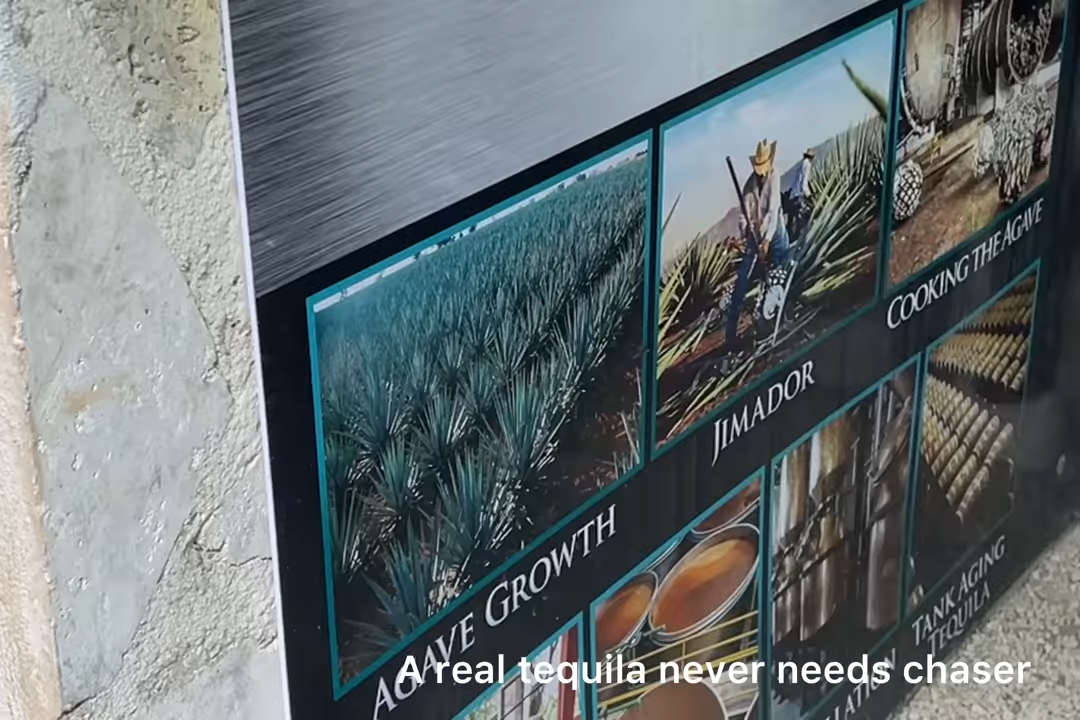 COOKING THE AGAVE
JIMADOR
AGAVE GROWTH
TANK AGING
TEQUILA
A real tequila never needs chaser